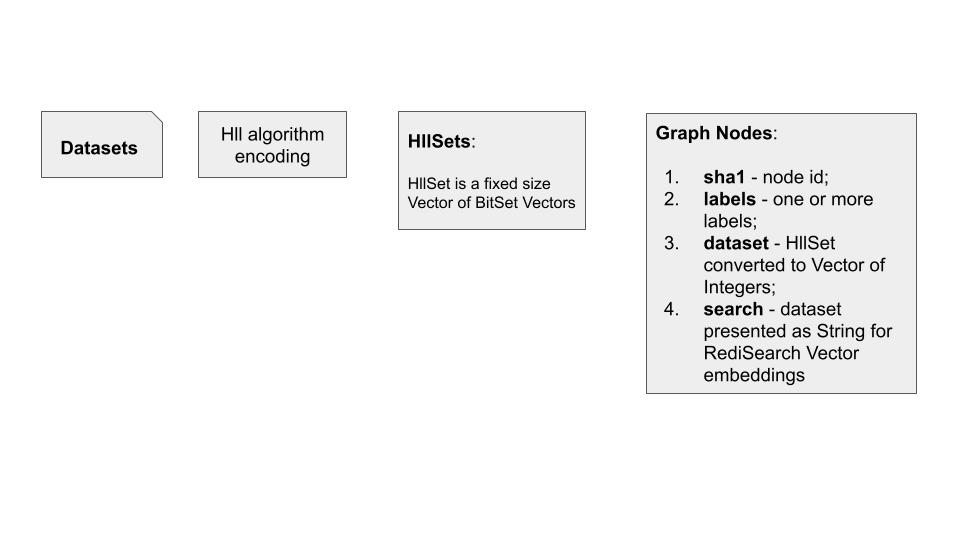 Datasets
Hll algorithm
encoding
HllSets:
HllSet is a fixed size
Vector of BitSet Vectors
Graph Nodes:
1. sha1 - node id;
2. labels - one or more
labels;
3. dataset - HllSet
converted to Vector of
Integers;
4. search - dataset
presented as String for
RediSearch Vector
embeddings